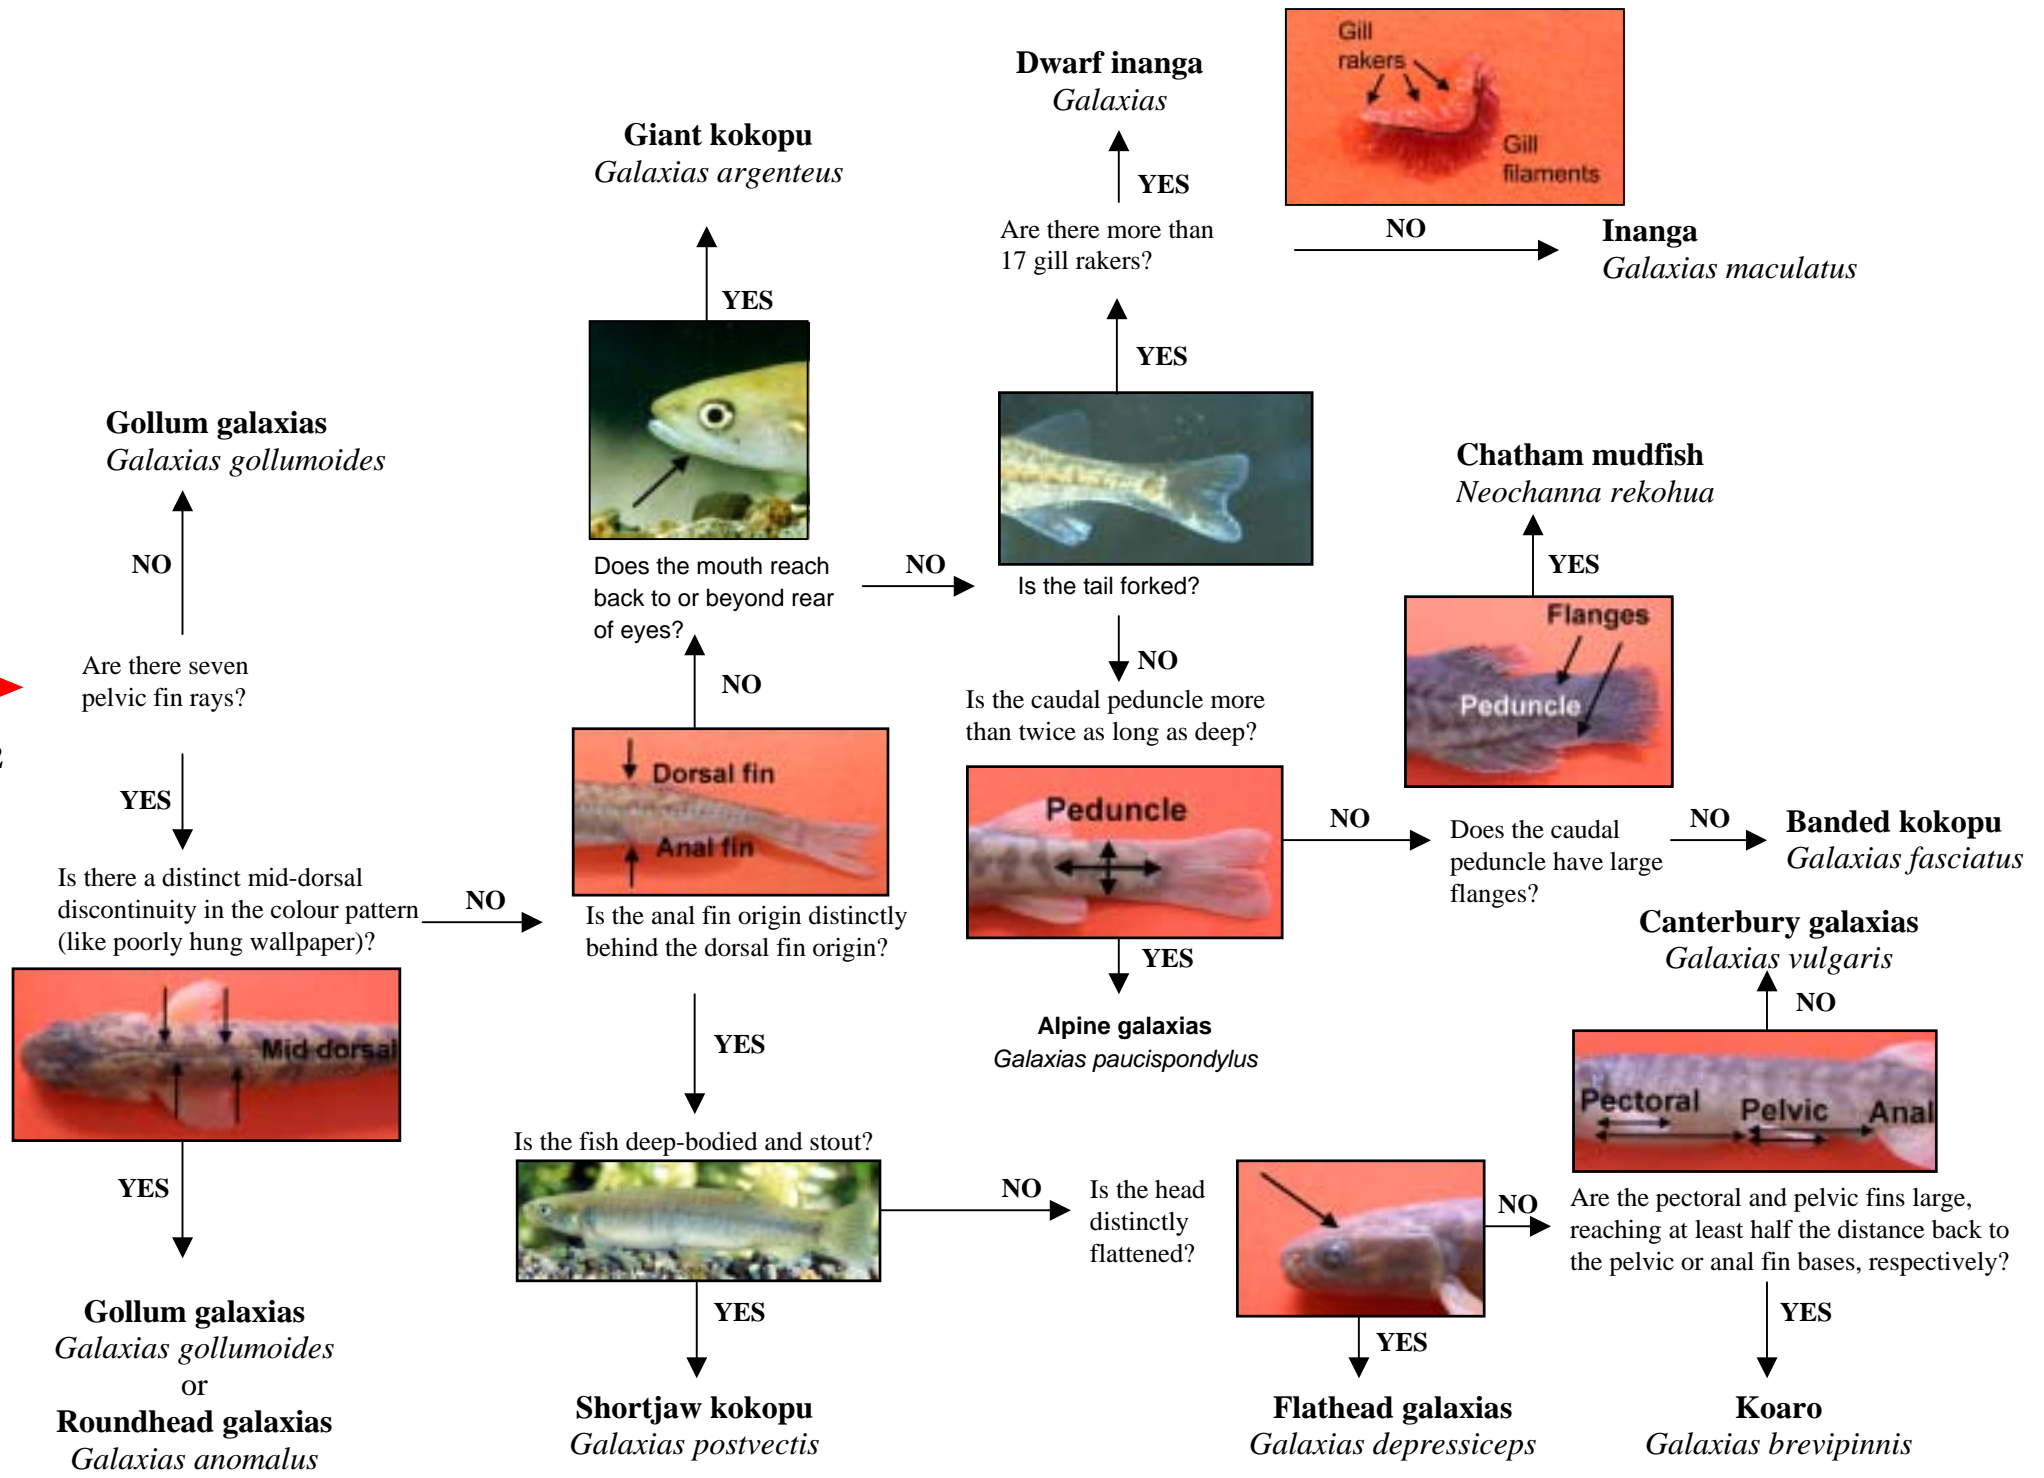 Gill
rakers
Gill
filaments
Dwarf inanga
Galaxias
YES
Are there more than
17 gill rakers?
NO
Inanga
Galaxias maculatus
Giant kokopu
Galaxias argenteus
YES
Does the mouth reach
back to or beyond rear
of eyes?
NO
YES
Is the tail forked?
NO
Is the caudal peduncle more
than twice as long as deep?
Peduncle
NO
YES
Alpine galaxias
Galaxias paucispondylus
Chatham mudfish
Neochanna rekohua
YES
Flanges
Peduncle
Does the caudal
peduncle have large
flanges?
NO
Banded kokopu
Galaxias fasciatus
Gollum galaxias
Galaxias gollumoides
NO
Are there seven
pelvic fin rays?
2
YES
Is there a distinct mid-dorsal
discontinuity in the colour pattern
(like poorly hung wallpaper)?
NO
Mid dorsal
YES
Gollum galaxias
Galaxias gollumoides
or
Roundhead galaxias
Galaxias anomalus
NO
Dorsal fin
Anal fin
Is the anal fin origin distinctly
behind the dorsal fin origin?
YES
Is the fish deep-bodied and stout?
NO
YES
Shortjaw kokopu
Galaxias postvectis
Is the head
distinctly
flattened?
NO
YES
Flathead galaxias
Galaxias depressiceps
Canterbury galaxias
Galaxias vulgaris
NO
Pectoral
Pelvic
Anal
Are the pectoral and pelvic fins large,
reaching at least half the distance back to
the pelvic or anal fin bases, respectively?
YES
Koaro
Galaxias brevipinnis